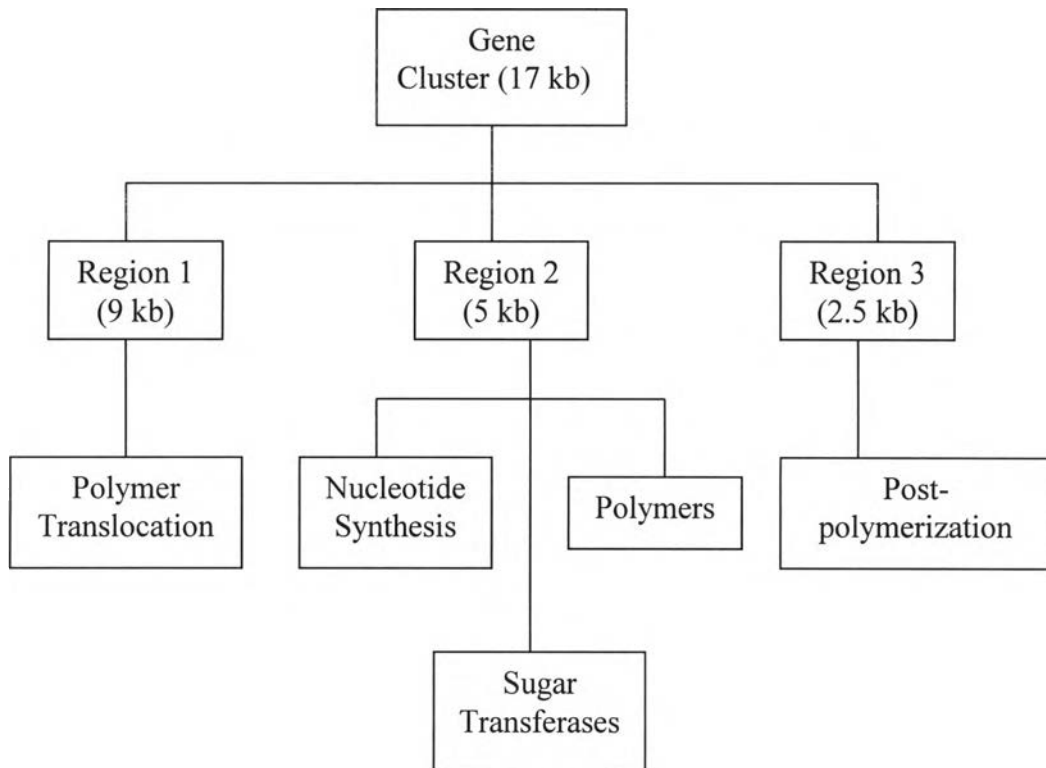 Gene
Cluster (17 kb)
Region 1
(9 kb)
Region 2
(5 kb)
Region 3
(2.5 kb)
Polymer
Translocation
Nucleotide
Synthesis
Polymers
Post-
polymerization
Sugar
Transferases